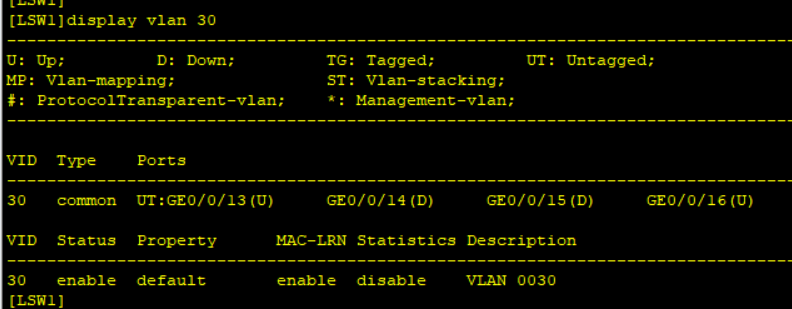 [LSW1]
[LSW1]display vlan 30
--------------------------------------------------------------------------------
U: Up;         D: Down;         TG: Tagged;         UT: Untagged;
MP: Vlan-mapping;               ST: Vlan-stacking;
#: ProtocolTransparent-vlan;    *: Management-vlan;
--------------------------------------------------------------------------------
VID  Type    Ports
--------------------------------------------------------------------------------
30   common  UT:GE0/0/13(U)     GE0/0/14(D)     GE0/0/15(D)     GE0/0/16(U)
VID  Status  Property      MAC-LRN Statistics Description
--------------------------------------------------------------------------------
30   enable  default       enable  disable    VLAN 0030
[LSW1]